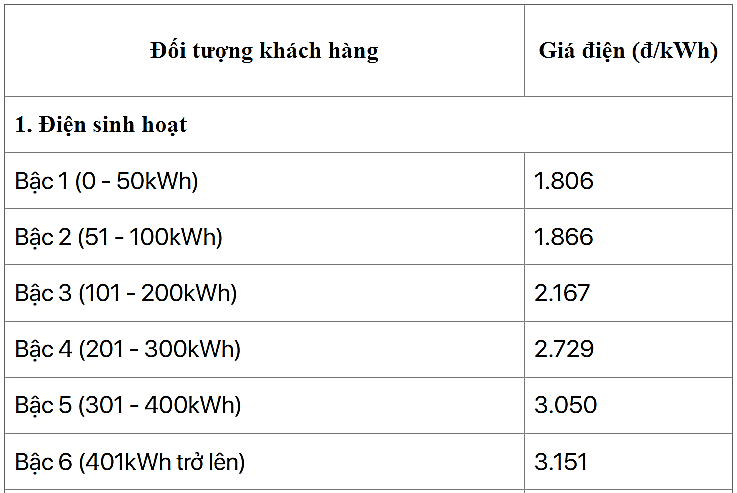 Đối tượng khách hàng Giá điện (đ/kWh)
1. Điện sinh hoạt
Bậc 1 (0 - 50kWh) 1.806
Bậc 2 (51 - 100kWh) 1.866
Bậc 3 (101 - 200kWh) 2.167
Bậc 4 (201 - 300kWh) 2.729
Bậc 5 (301 - 400kWh) 3.050
Bậc 6 (401kWh trở lên) 3.151